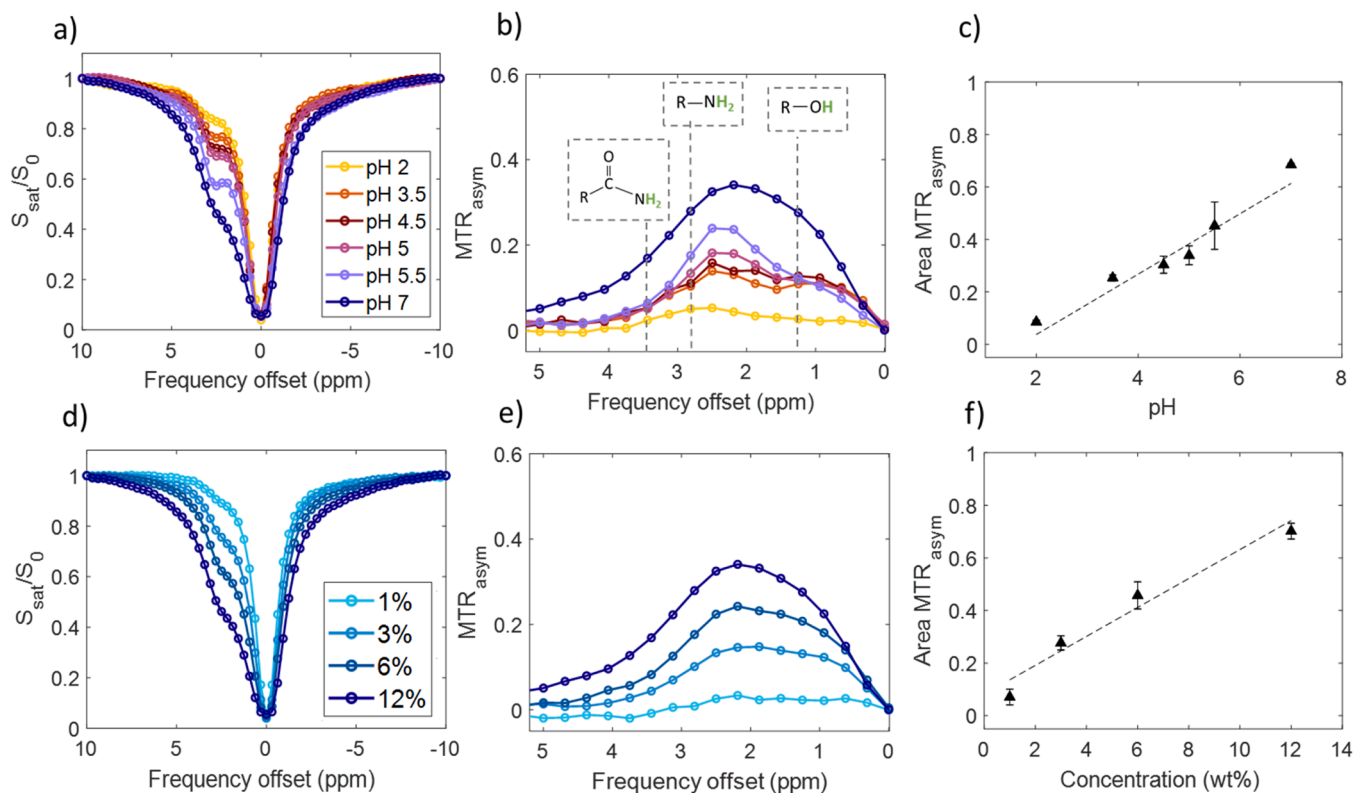 a)
S_sat/S_0
1
0.8
0.6
0.4
0.2
0
10 5 0 -5 -10
Frequency offset (ppm)
pH 2
pH 3.5
pH 4.5
pH 5
pH 5.5
pH 7
b)
MTR_asym
0.6
0.4
0.2
0
5 4 3 2 1 0
Frequency offset (ppm)
O
R C NH2
R NH2
R OH
c)
Area MTR_asym
1
0.8
0.6
0.4
0.2
0
2 4 6 8
pH
d)
S_sat/S_0
1
0.8
0.6
0.4
0.2
0
10 5 0 -5 -10
Frequency offset (ppm)
1%
3%
6%
12%
e)
MTR_asym
0.6
0.4
0.2
0
5 4 3 2 1 0
Frequency offset (ppm)
f)
Area MTR_asym
1
0.8
0.6
0.4
0.2
0
0 2 4 6 8 10 12 14
Concentration (wt%)